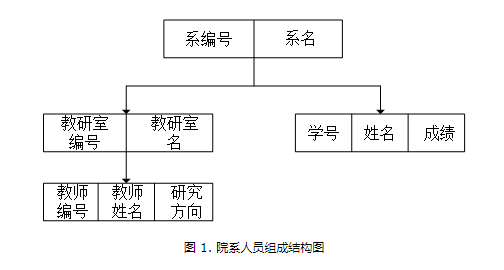 系编号 系名
教研室编号 教研室名 学号 姓名 成绩
教师编号 教师姓名 研究方向
图 1. 院系人员组成结构图